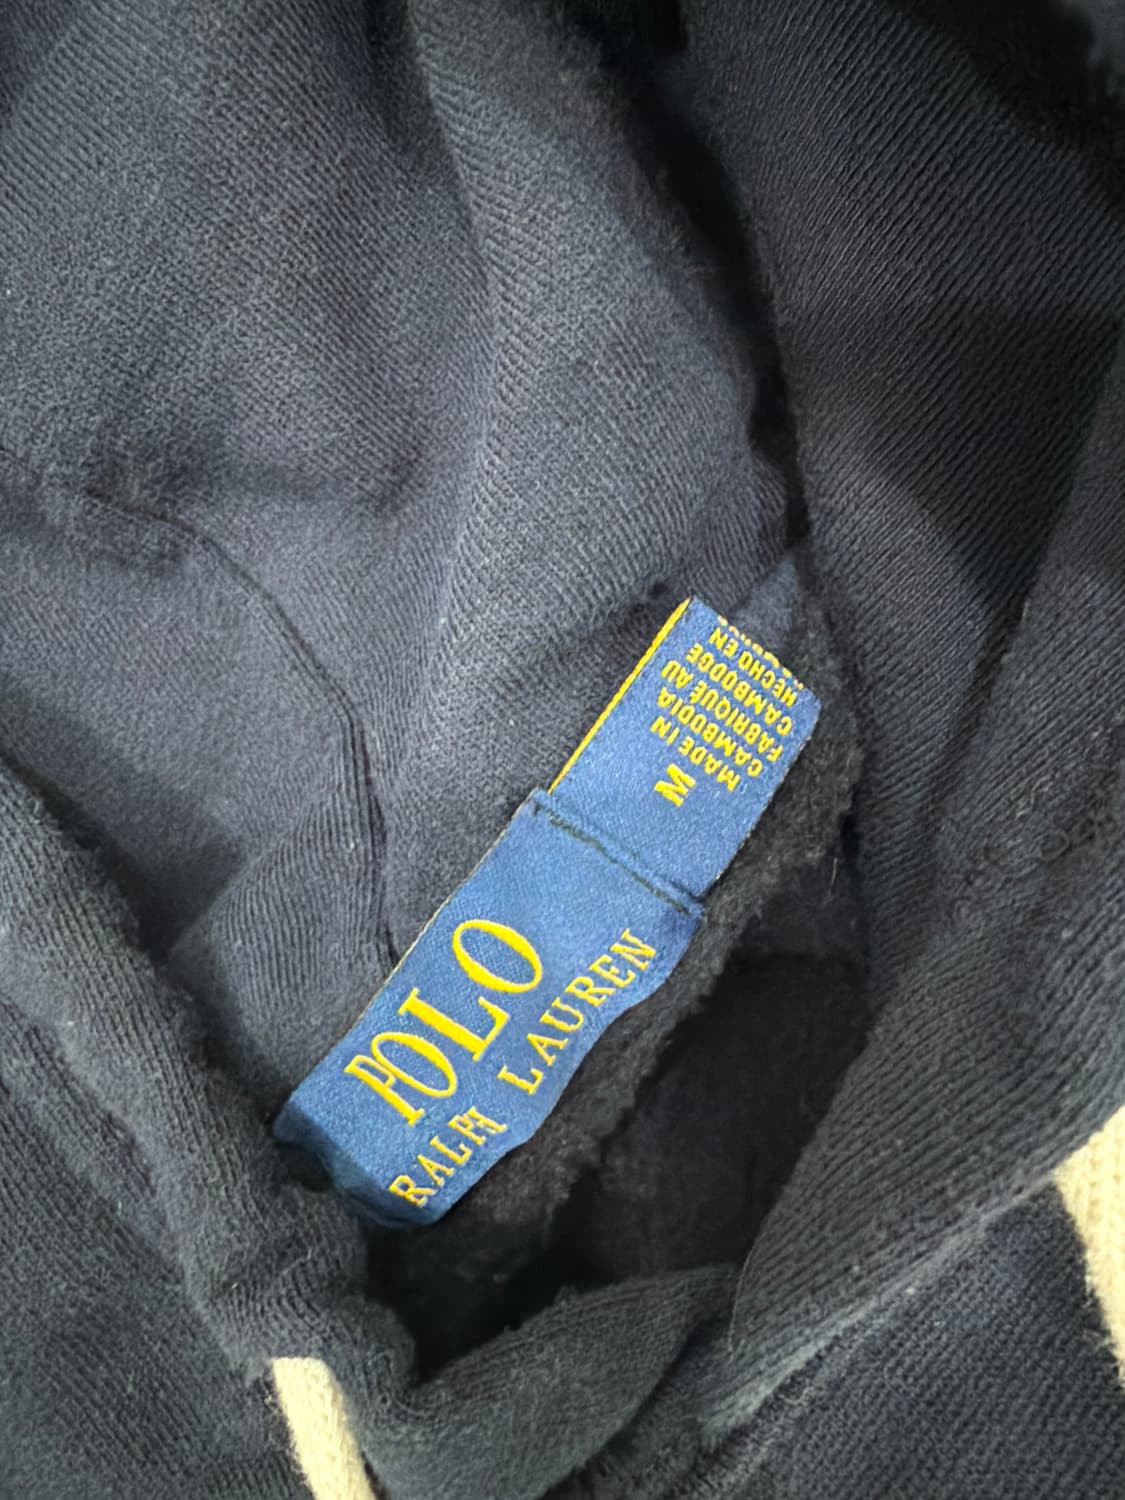 POLO
RALPH LAUREN
M
MADE IN
CAMBODIA
FABRIQUÉ AU
CAMBODGE
HECHO EN